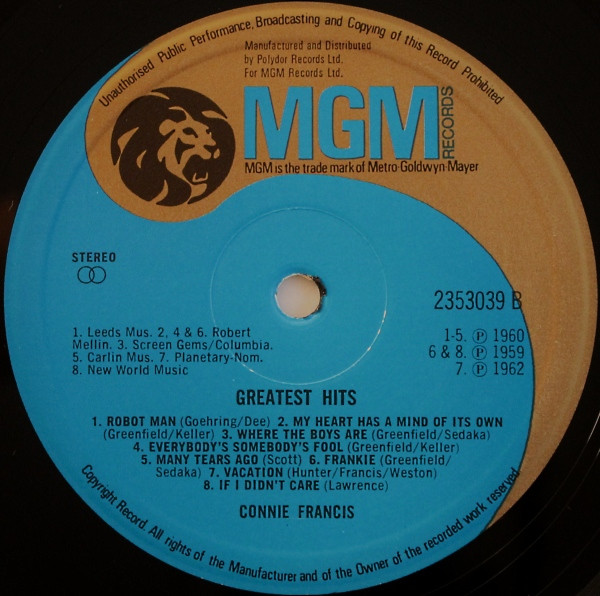 Unauthorised Public Performance, Broadcasting and Copying of this Record Prohibited
Manufactured and Distributed
by Polydor Records Ltd.
For MGM Records Ltd.
MGM
RECORDS
MGM is the trade mark of Metro-Goldwyn-Mayer
STEREO
2353039 B
1. Leeds Mus. 2, 4 & 6. Robert
Mellin. 3. Screen Gems/Columbia.
5. Carlin Mus. 7. Planetary-Nom.
8. New World Music
1-5. ℗ 1960
6 & 8. ℗ 1959
7. ℗ 1962
GREATEST HITS
1. ROBOT MAN (Goehring/Dee) 2. MY HEART HAS A MIND OF ITS OWN
(Greenfield/Keller) 3. WHERE THE BOYS ARE (Greenfield/Sedaka)
4. EVERYBODY'S SOMEBODY'S FOOL (Greenfield/Keller)
5. MANY TEARS AGO (Scott) 6. FRANKIE (Greenfield/
Sedaka) 7. VACATION (Hunter/Francis/Weston)
8. IF I DIDN'T CARE (Lawrence)
CONNIE FRANCIS
Copyright Record. All rights of the Manufacturer and of the Owner of the recorded work reserved.